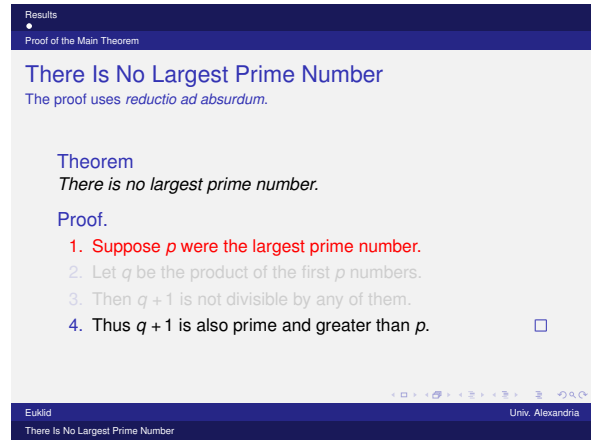 Results
Proof of the Main Theorem
There Is No Largest Prime Number
The proof uses reductio ad absurdum.
Theorem
There is no largest prime number.
Proof.
1. Suppose p were the largest prime number.
2. Let q be the product of the first p numbers.
3. Then q + 1 is not divisible by any of them.
4. Thus q + 1 is also prime and greater than p.
Euklid Univ. Alexandria
There Is No Largest Prime Number